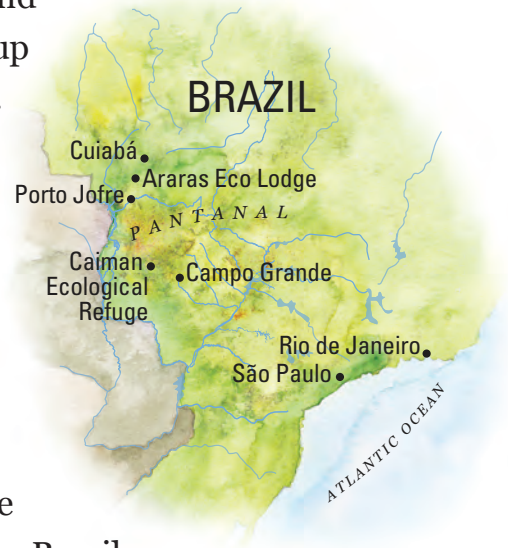 up
BRAZIL
Cuiabá
Araras Eco Lodge
Porto Jofre
PANTANAL
Caiman
Ecological
Refuge
Campo Grande
Rio de Janeiro
São Paulo
ATLANTIC OCEAN